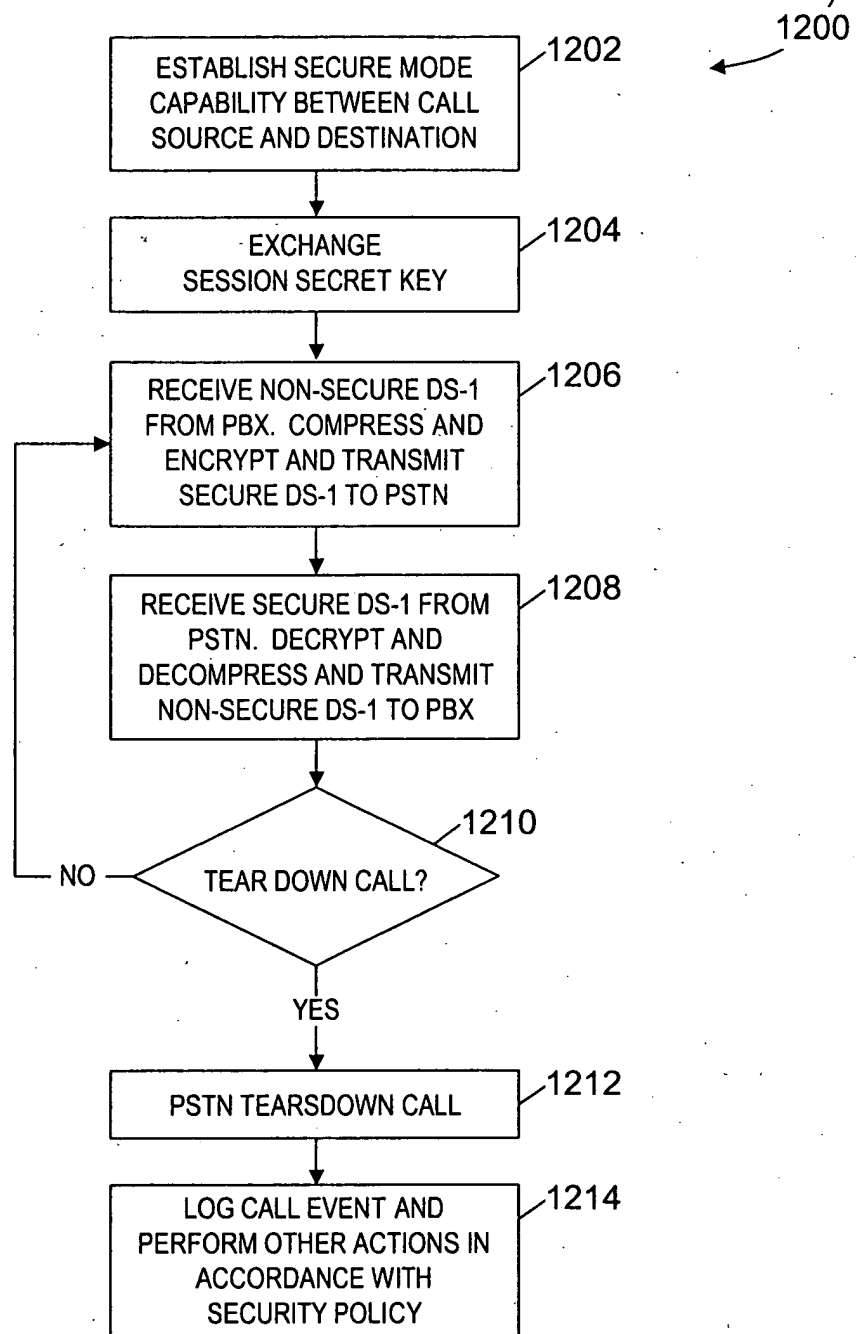 1200
ESTABLISH SECURE MODE
CAPABILITY BETWEEN CALL
SOURCE AND DESTINATION
1202
EXCHANGE
SESSION SECRET KEY
1204
RECEIVE NON-SECURE DS-1
FROM PBX. COMPRESS AND
ENCRYPT AND TRANSMIT
SECURE DS-1 TO PSTN
1206
RECEIVE SECURE DS-1 FROM
PSTN. DECRYPT AND
DECOMPRESS AND TRANSMIT
NON-SECURE DS-1 TO PBX
1208
TEAR DOWN CALL?
1210
NO
YES
PSTN TEARSDOWN CALL
1212
LOG CALL EVENT AND
PERFORM OTHER ACTIONS IN
ACCORDANCE WITH
SECURITY POLICY
1214